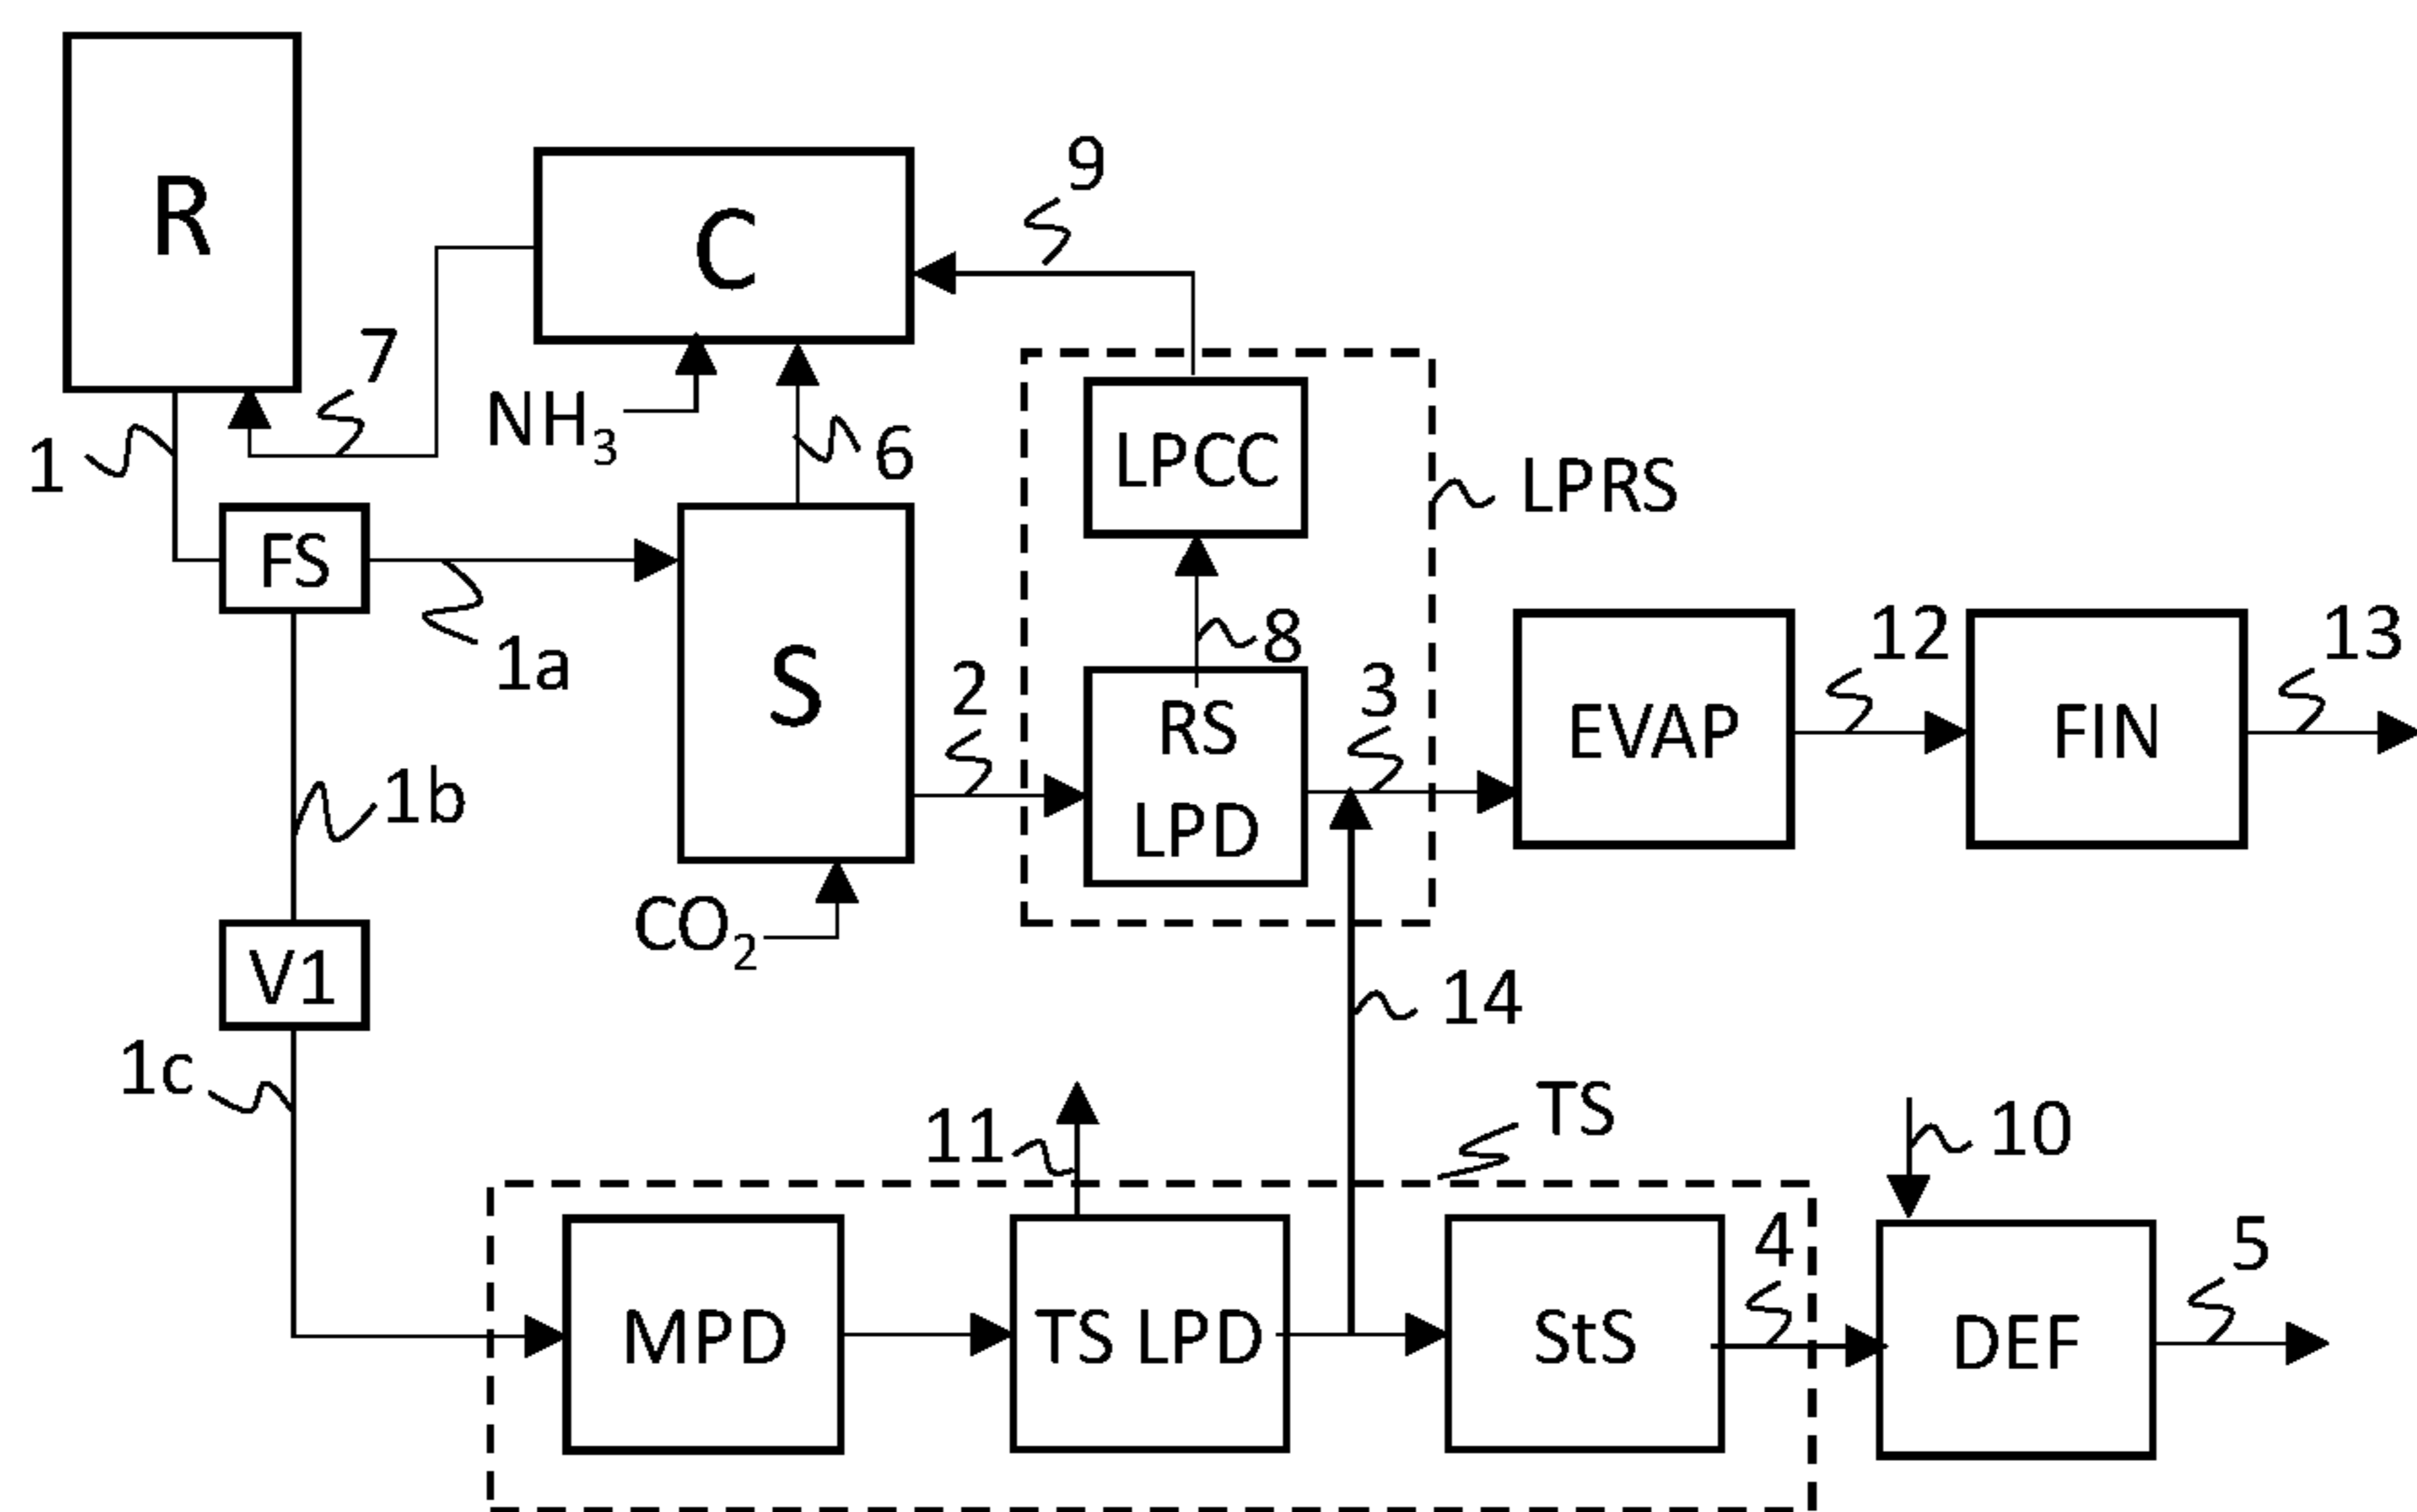 R
C
9
7
NH₃
6
1
FS
1a
LPCC
LPRS
8
S
2
RS
LPD
3
EVAP
12
FIN
13
1b
CO₂
V1
14
1c
11
TS
10
MPD
TS LPD
StS
4
DEF
5